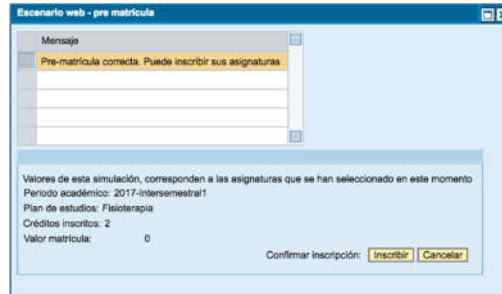 Escenario web - pre matrícula
Mensaje
Pre-matrícula correcta. Puede inscribir sus asignaturas
Valores de esta simulación, corresponden a las asignaturas que se han seleccionado en este momento
Periodo académico: 2017-Intersemestral1
Plan de estudios: Fisioterapia
Créditos inscritos: 2
Valor matrícula: 0
Confirmar inscripción: Inscribir Cancelar